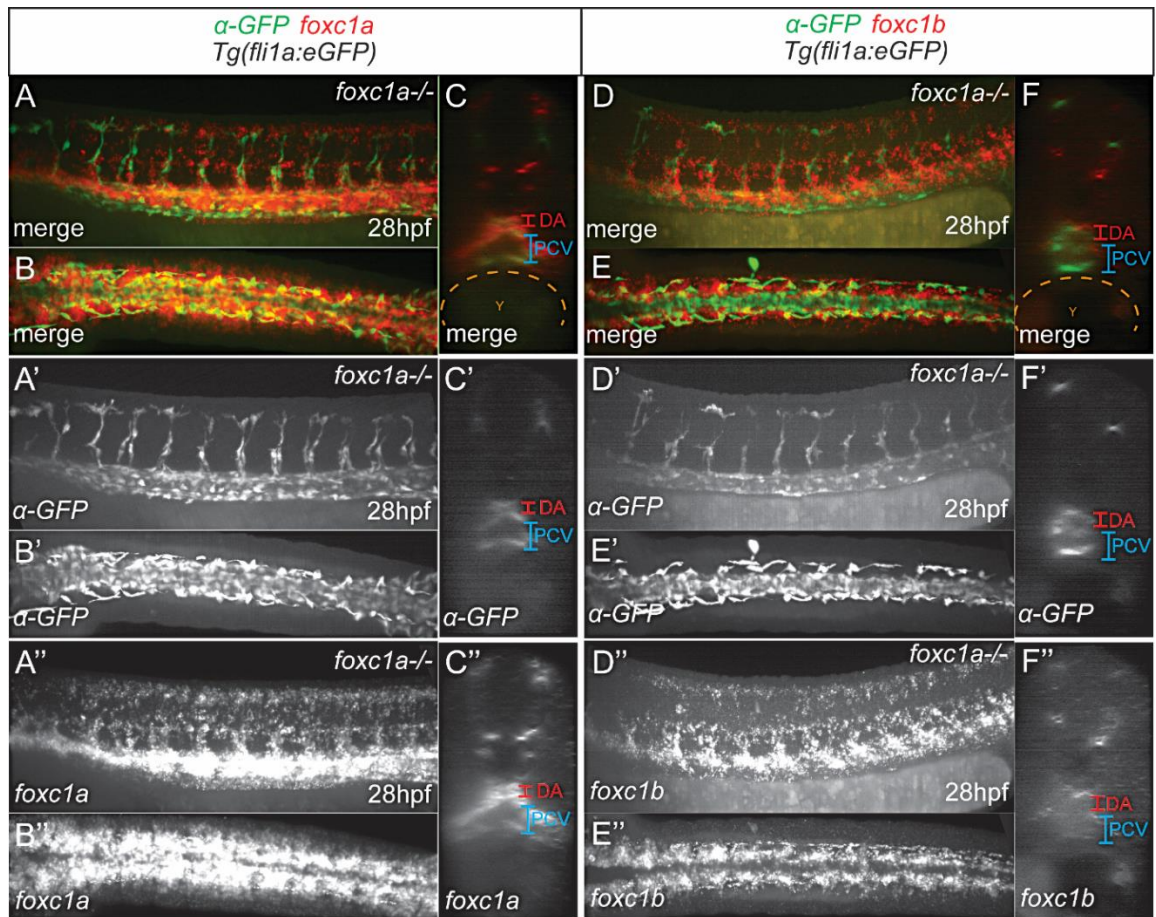 α-GFP foxc1a
Tg(fli1a:eGFP)
α-GFP foxc1b
Tg(fli1a:eGFP)
A
foxc1a-/-
merge
28hpf
B
merge
C
DA
PCV
Y
merge
D
foxc1a-/-
merge
28hpf
E
merge
F
DA
PCV
Y
merge
A'
foxc1a-/-
α-GFP
28hpf
B'
α-GFP
C'
DA
PCV
α-GFP
D'
foxc1a-/-
α-GFP
28hpf
E'
α-GFP
F'
DA
PCV
α-GFP
A"
foxc1a-/-
foxc1a
28hpf
B"
foxc1a
C"
DA
PCV
foxc1a
D"
foxc1a-/-
foxc1b
28hpf
E"
foxc1b
F"
DA
PCV
foxc1b